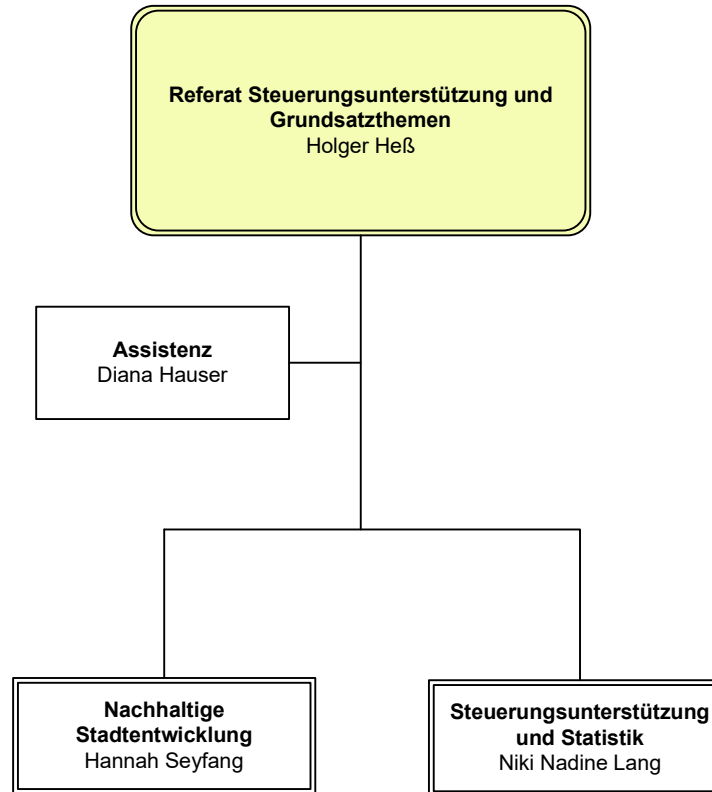 Referat Steuerungsunterstützung und
Grundsatzthemen
Holger Heß
Assistenz
Diana Hauser
Nachhaltige
Stadtentwicklung
Hannah Seyfang
Steuerungsunterstützung
und Statistik
Niki Nadine Lang